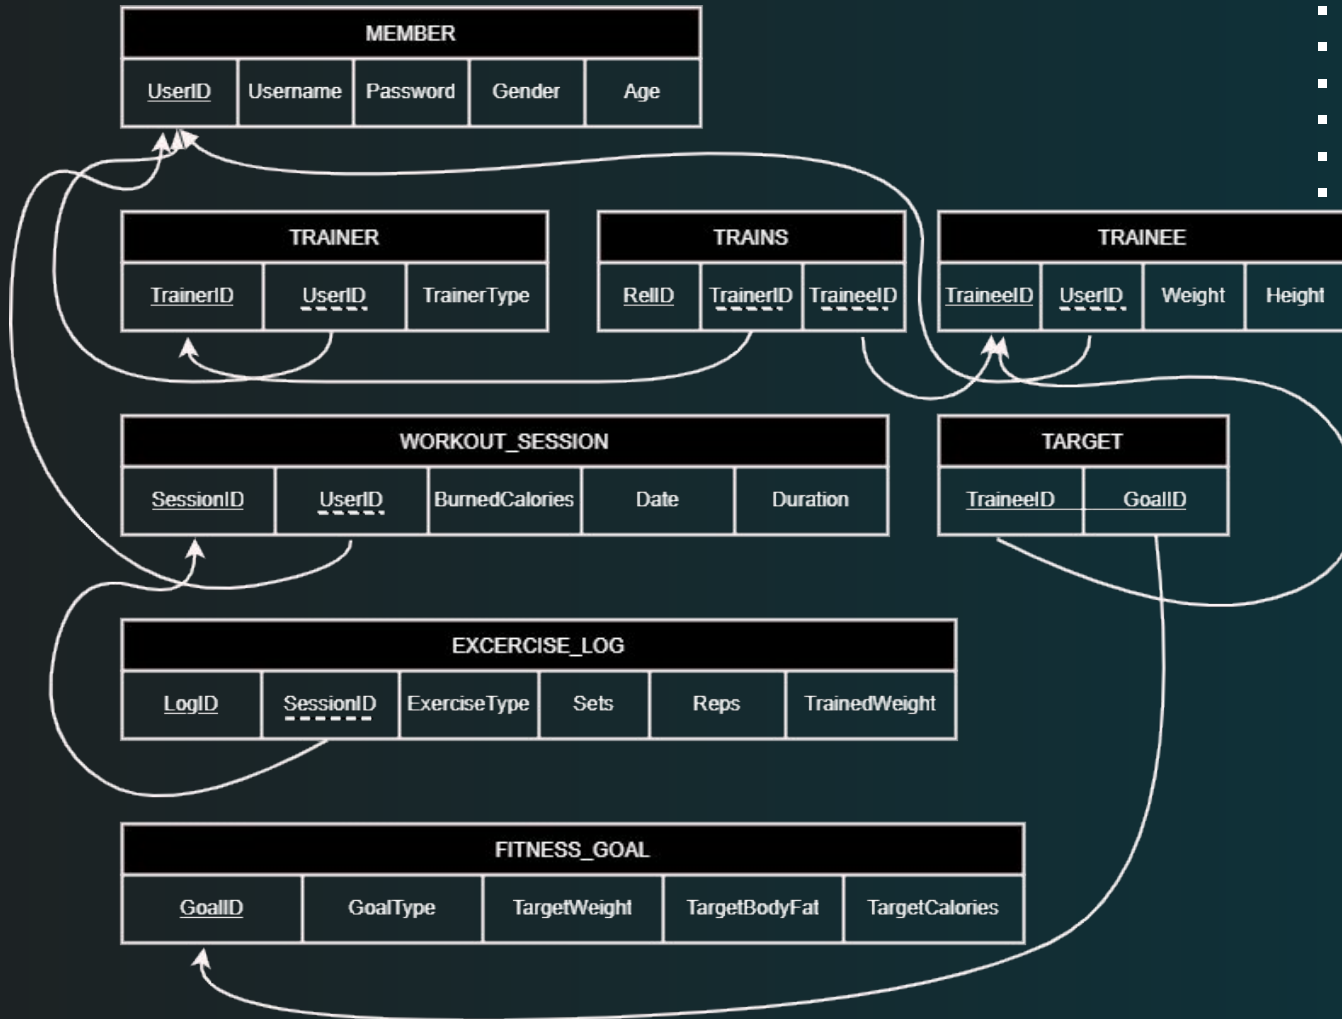 MEMBER
UserID Username Password Gender Age
TRAINER
TrainerID UserID TrainerType
TRAINS
RelID TrainerID TraineeID
TRAINEE
TraineeID UserID Weight Height
WORKOUT_SESSION
SessionID UserID BurnedCalories Date Duration
TARGET
TraineeID GoalID
EXCERCISE_LOG
LogID SessionID ExerciseType Sets Reps TrainedWeight
FITNESS_GOAL
GoalID GoalType TargetWeight TargetBodyFat TargetCalories